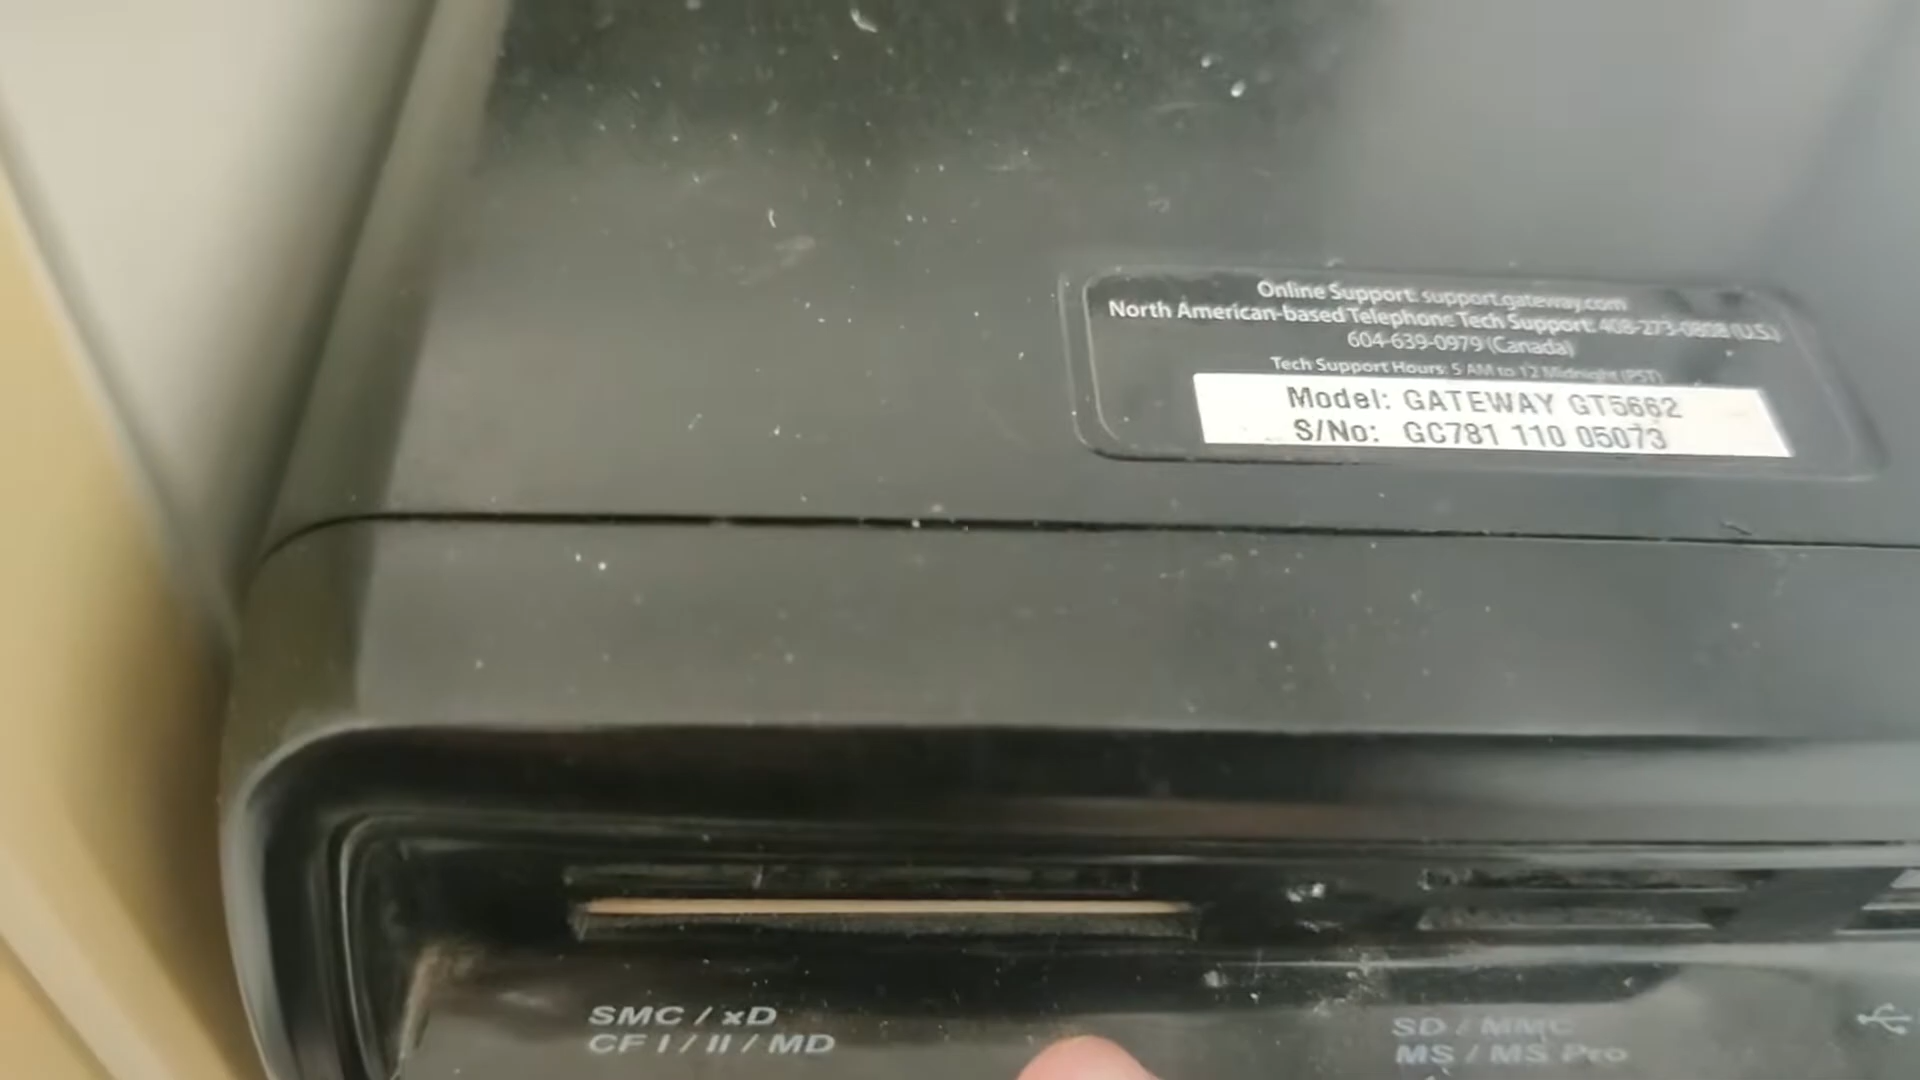 Online Support: support.gateway.com
North American-based Telephone Tech Support: 408-273-0808 (U.S.)
604-639-0979 (Canada)
Tech Support Hours: 5 AM to 12 Midnight (PST)
Model: GATEWAY GT5662
S/No: GC781 110 05073
SMC / xD
CF I / II / MD
SD / MMC
MS / MS Pro